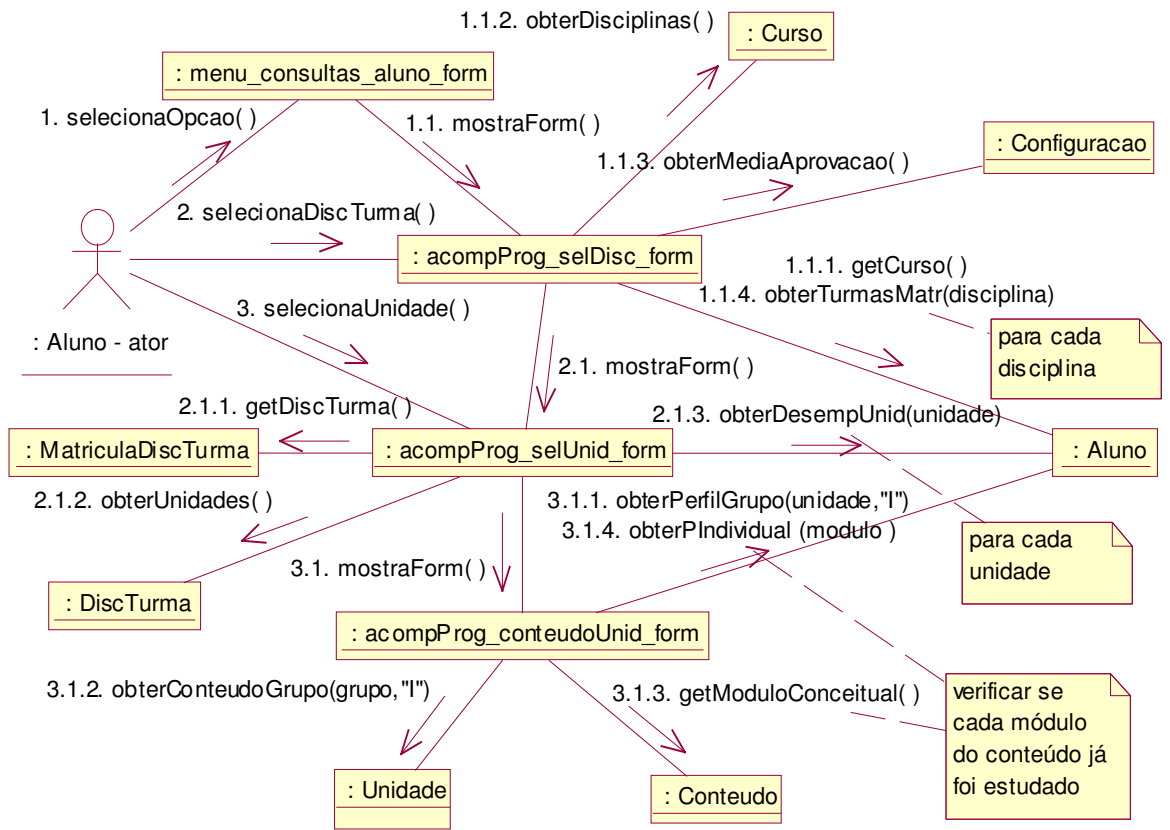 1.1.2. obterDisciplinas( )
: Curso
: menu_consultas_aluno_form
1. selecionaOpcao( )
1.1. mostraForm( )
: Configuracao
1.1.3. obterMediaAprovacao( )
2. selecionaDiscTurma( )
: acompProg_selDisc_form
1.1.1. getCurso( )
1.1.4. obterTurmasMatr(disciplina)
3. selecionaUnidade( )
: Aluno - ator
para cada
disciplina
2.1. mostraForm( )
2.1.1. getDiscTurma( )
2.1.3. obterDesempUnid(unidade)
: MatriculaDiscTurma
: acompProg_selUnid_form
: Aluno
2.1.2. obterUnidades( )
3.1.1. obterPerfilGrupo(unidade,"I")
3.1.4. obterPIndividual (modulo )
para cada
unidade
3.1. mostraForm( )
: DiscTurma
: acompProg_conteudoUnid_form
3.1.2. obterConteudoGrupo(grupo,"I")
3.1.3. getModuloConceitual( )
verificar se
cada módulo
do conteúdo já
foi estudado
: Unidade
: Conteudo